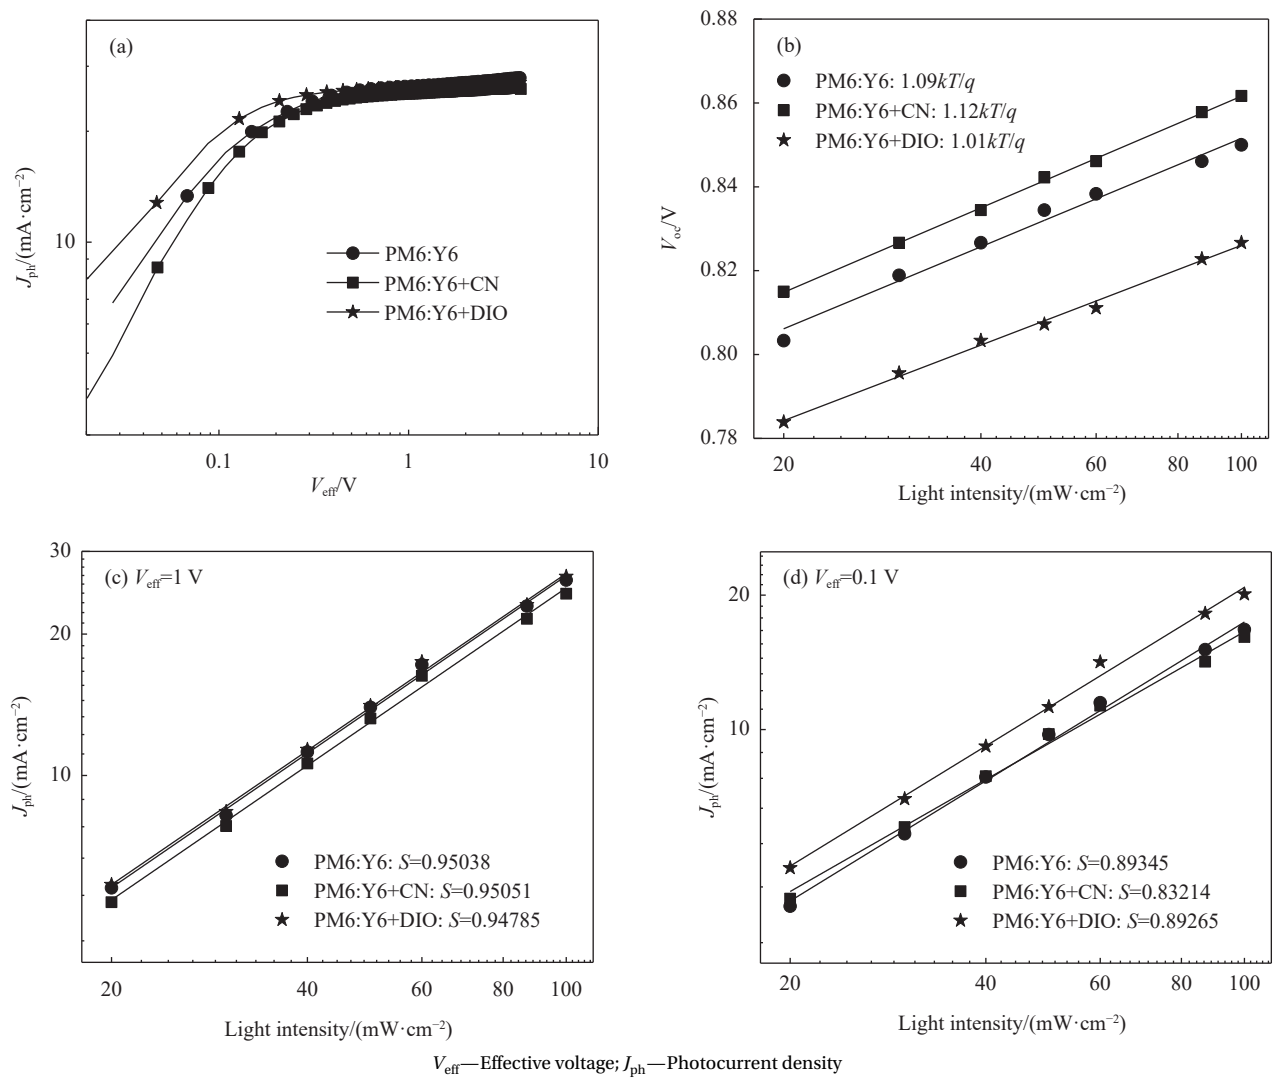 (a)
10
J_ph/(mA·cm⁻²)
PM6:Y6
PM6:Y6+CN
PM6:Y6+DIO
0.1 1 10
V_eff/V
(b)
PM6:Y6: 1.09kT/q
PM6:Y6+CN: 1.12kT/q
PM6:Y6+DIO: 1.01kT/q
0.88
0.86
0.84
0.82
0.80
0.78
V_oc/V
20 40 60 80 100
Light intensity/(mW·cm⁻²)
(c) V_eff=1 V
30
20
10
J_ph/(mA·cm⁻²)
PM6:Y6: S=0.95038
PM6:Y6+CN: S=0.95051
PM6:Y6+DIO: S=0.94785
20 40 60 80 100
Light intensity/(mW·cm⁻²)
(d) V_eff=0.1 V
20
10
J_ph/(mA·cm⁻²)
PM6:Y6: S=0.89345
PM6:Y6+CN: S=0.83214
PM6:Y6+DIO: S=0.89265
20 40 60 80 100
Light intensity/(mW·cm⁻²)
V_eff—Effective voltage; J_ph—Photocurrent density